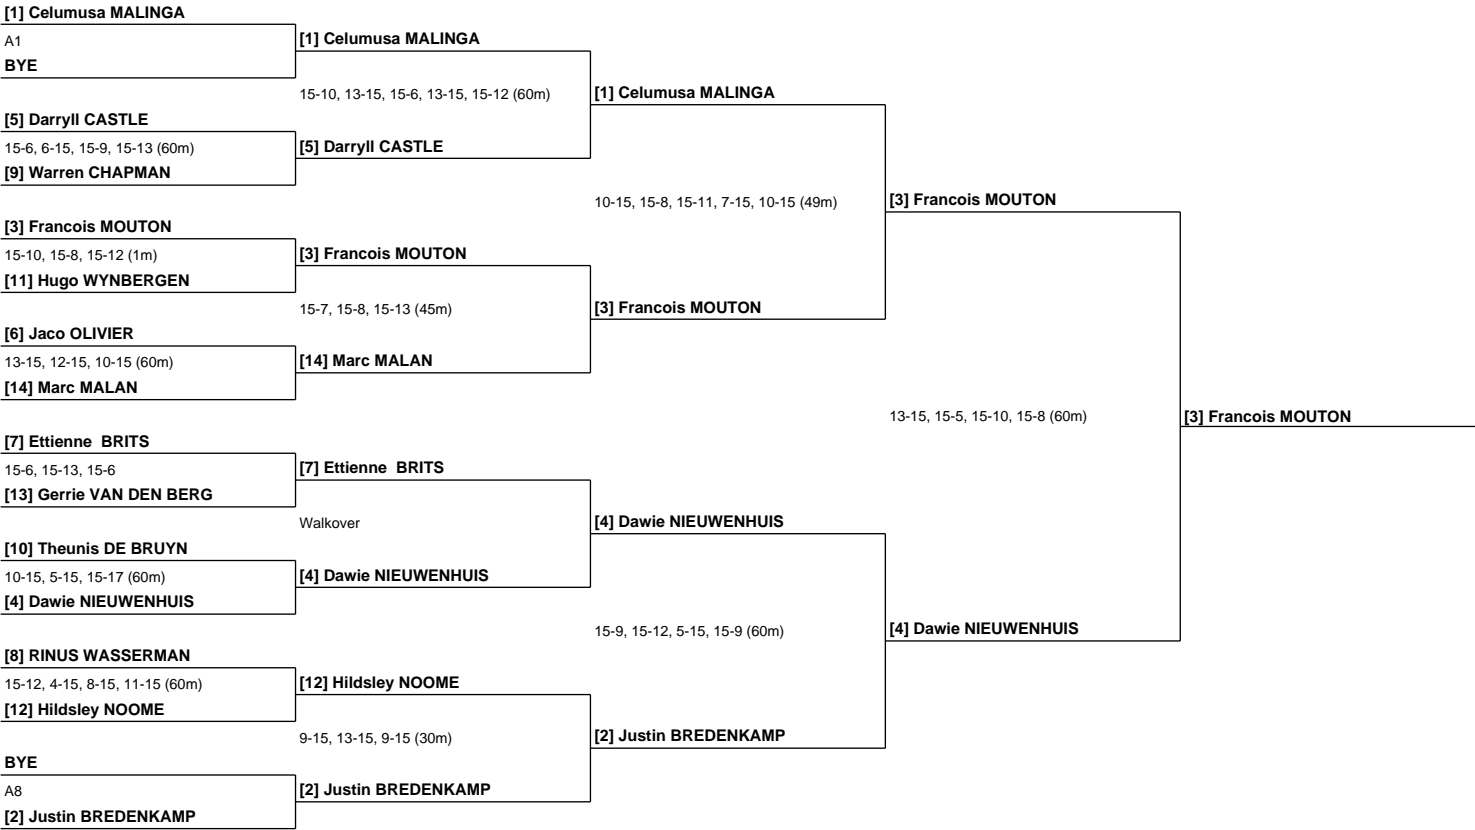 [1] Celumusa MALINGA
A1
BYE
[5] Darryll CASTLE
15-6, 6-15, 15-9, 15-13 (60m)
[9] Warren CHAPMAN
[3] Francois MOUTON
15-10, 15-8, 15-12 (1m)
[11] Hugo WYNBERGEN
[6] Jaco OLIVIER
13-15, 12-15, 10-15 (60m)
[14] Marc MALAN
[7] Ettienne  BRITS
15-6, 15-13, 15-6
[13] Gerrie VAN DEN BERG
[10] Theunis DE BRUYN
10-15, 5-15, 15-17 (60m)
[4] Dawie NIEUWENHUIS
[8] RINUS WASSERMAN
15-12, 4-15, 8-15, 11-15 (60m)
[12] Hildsley NOOME
BYE
A8
[2] Justin BREDENKAMP
[1] Celumusa MALINGA
15-10, 13-15, 15-6, 13-15, 15-12 (60m)
[5] Darryll CASTLE
[3] Francois MOUTON
15-7, 15-8, 15-13 (45m)
[14] Marc MALAN
[7] Ettienne  BRITS
Walkover
[4] Dawie NIEUWENHUIS
[12] Hildsley NOOME
9-15, 13-15, 9-15 (30m)
[2] Justin BREDENKAMP
[1] Celumusa MALINGA
10-15, 15-8, 15-11, 7-15, 10-15 (49m)
[3] Francois MOUTON
[4] Dawie NIEUWENHUIS
15-9, 15-12, 5-15, 15-9 (60m)
[2] Justin BREDENKAMP
[3] Francois MOUTON
13-15, 15-5, 15-10, 15-8 (60m)
[4] Dawie NIEUWENHUIS
[3] Francois MOUTON